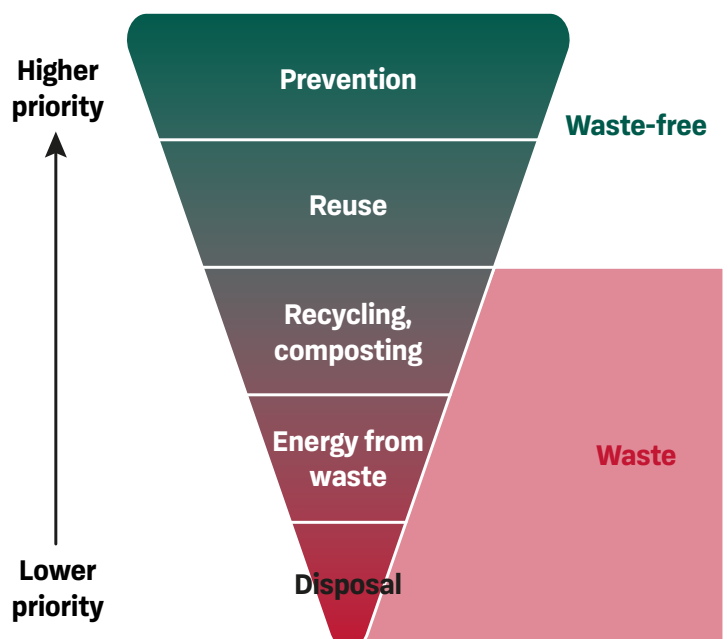 Higher
priority
Prevention
Waste-free
Reuse
Recycling,
composting
Energy from
waste
Waste
Disposal
Lower
priority